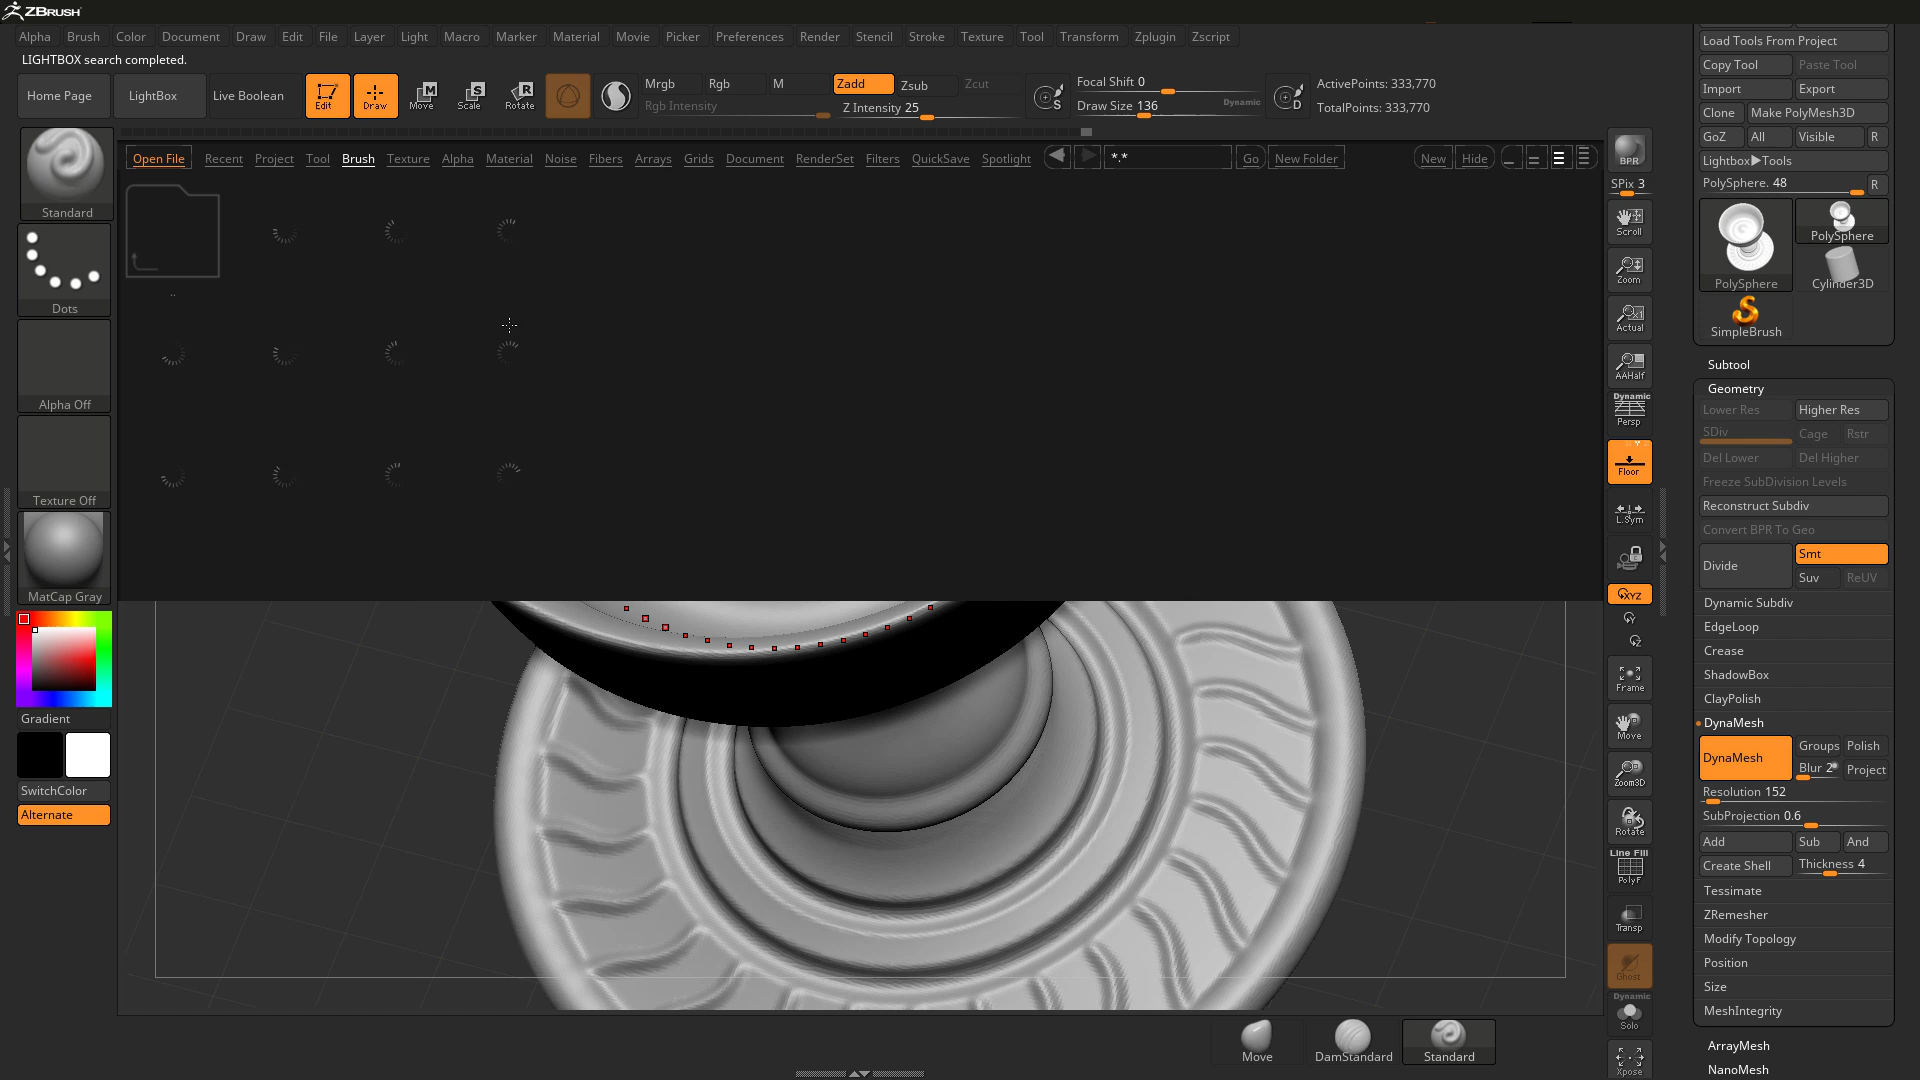 ZBRUSH
Alpha Brush Color Document Draw Edit File Layer Light Macro Marker Material Movie Picker Preferences Render Stencil Stroke Texture Tool Transform Zplugin Zscript
LIGHTBOX search completed.
Home Page LightBox Live Boolean Edit Draw Move Scale Rotate
Mrgb Rgb M Zadd Zsub Zcut
Rgb Intensity Z Intensity 25
Focal Shift 0
Draw Size 136 Dynamic
ActivePoints: 333,770
TotalPoints: 333,770
Open File Recent Project Tool Brush Texture Alpha Material Noise Fibers Arrays Grids Document RenderSet Filters QuickSave Spotlight *.* Go New Folder New Hide
..
Standard
Dots
Alpha Off
Texture Off
MatCap Gray
Gradient
SwitchColor
Alternate
BPR
SPix 3
Scroll
Zoom
Actual
AAHalf
Dynamic
Persp
Floor
L.Sym
XYZ
Y
Z
Frame
Move
Zoom3D
Rotate
Line Fill
PolyF
Transp
Ghost
Dynamic
Solo
Xpose
Move DamStandard Standard
Load Tools From Project
Copy Tool Paste Tool
Import Export
Clone Make PolyMesh3D
GoZ All Visible R
Lightbox▶Tools
PolySphere. 48 R
PolySphere PolySphere
Cylinder3D
SimpleBrush
Subtool
Geometry
Lower Res Higher Res
SDiv Cage Rstr
Del Lower Del Higher
Freeze SubDivision Levels
Reconstruct Subdiv
Convert BPR To Geo
Divide Smt
Suv ReUV
Dynamic Subdiv
EdgeLoop
Crease
ShadowBox
ClayPolish
DynaMesh
DynaMesh Groups Polish
Blur 2 Project
Resolution 152
SubProjection 0.6
Add Sub And
Create Shell Thickness 4
Tessimate
ZRemesher
Modify Topology
Position
Size
MeshIntegrity
ArrayMesh
NanoMesh